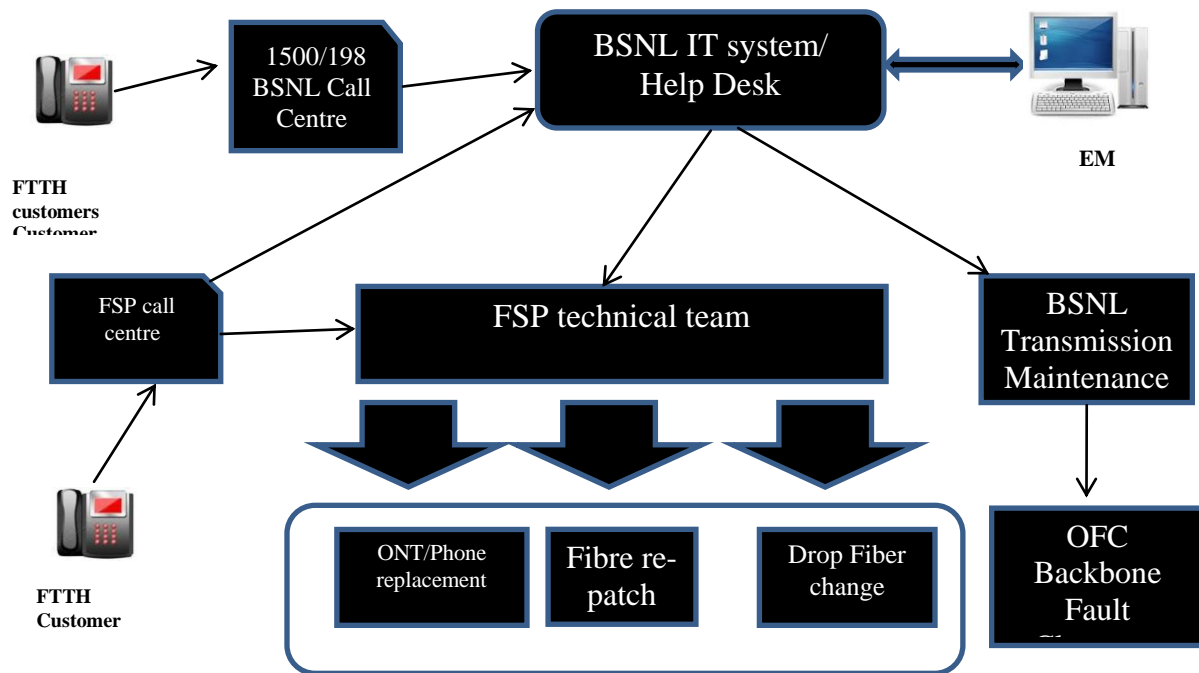 1500/198
BSNL Call
Centre
BSNL IT system/
Help Desk
EM
FTTH
customers
Customer
FSP call
centre
FSP technical team
BSNL
Transmission
Maintenance
ONT/Phone
replacement
Fibre re-
patch
Drop Fiber
change
OFC
Backbone
Fault
FTTH
Customer